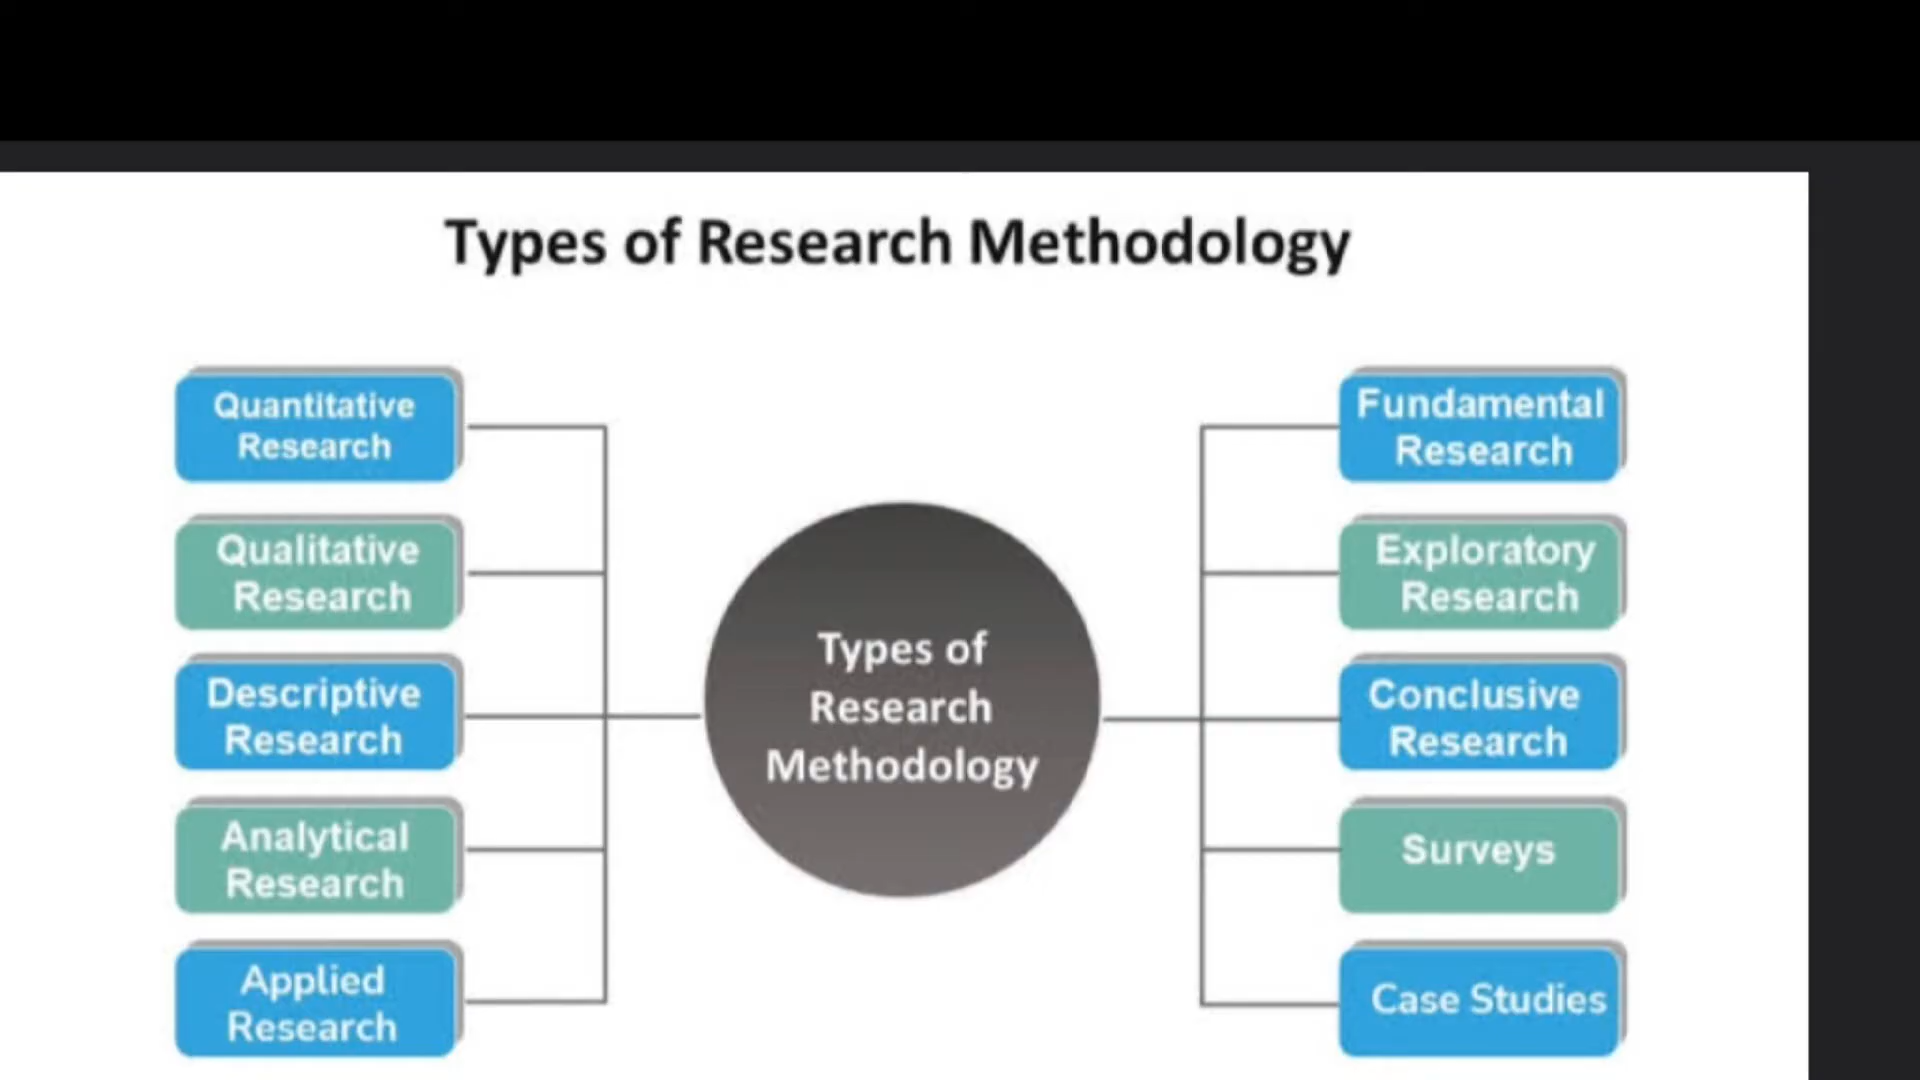 Types of Research Methodology
Quantitative
Research
Qualitative
Research
Descriptive
Research
Analytical
Research
Applied
Research
Types of
Research
Methodology
Fundamental
Research
Exploratory
Research
Conclusive
Research
Surveys
Case Studies